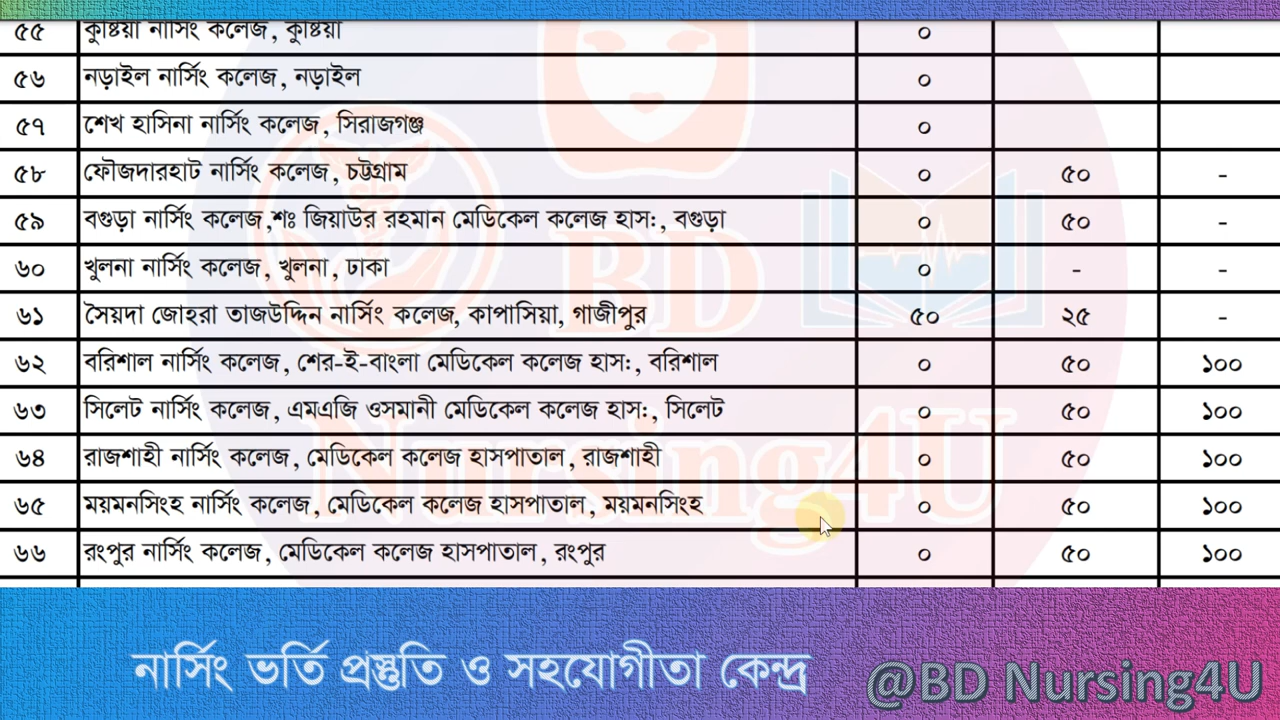 ৫৫ কুষ্টিয়া নার্সিং কলেজ, কুষ্টিয়া ০
৫৬ নড়াইল নার্সিং কলেজ, নড়াইল ০
৫৭ শেখ হাসিনা নার্সিং কলেজ, সিরাজগঞ্জ ০
৫৮ ফৌজদারহাট নার্সিং কলেজ, চট্টগ্রাম ০ ৫০ -
৫৯ বগুড়া নার্সিং কলেজ,শঃ জিয়াউর রহমান মেডিকেল কলেজ হাস:, বগুড়া ০ ৫০ -
৬০ খুলনা নার্সিং কলেজ, খুলনা, ঢাকা ০ - -
৬১ সৈয়দা জোহরা তাজউদ্দিন নার্সিং কলেজ, কাপাসিয়া, গাজীপুর ৫০ ২৫ -
৬২ বরিশাল নার্সিং কলেজ, শের-ই-বাংলা মেডিকেল কলেজ হাস:, বরিশাল ০ ৫০ ১০০
৬৩ সিলেট নার্সিং কলেজ, এমএজি ওসমানী মেডিকেল কলেজ হাস:, সিলেট ০ ৫০ ১০০
৬৪ রাজশাহী নার্সিং কলেজ, মেডিকেল কলেজ হাসপাতাল, রাজশাহী ০ ৫০ ১০০
৬৫ ময়মনসিংহ নার্সিং কলেজ, মেডিকেল কলেজ হাসপাতাল, ময়মনসিংহ ০ ৫০ ১০০
৬৬ রংপুর নার্সিং কলেজ, মেডিকেল কলেজ হাসপাতাল, রংপুর ০ ৫০ ১০০
BD
Nursing4U
নার্সিং ভর্তি প্রস্তুতি ও সহযোগীতা কেন্দ্র
@BD Nursing4U